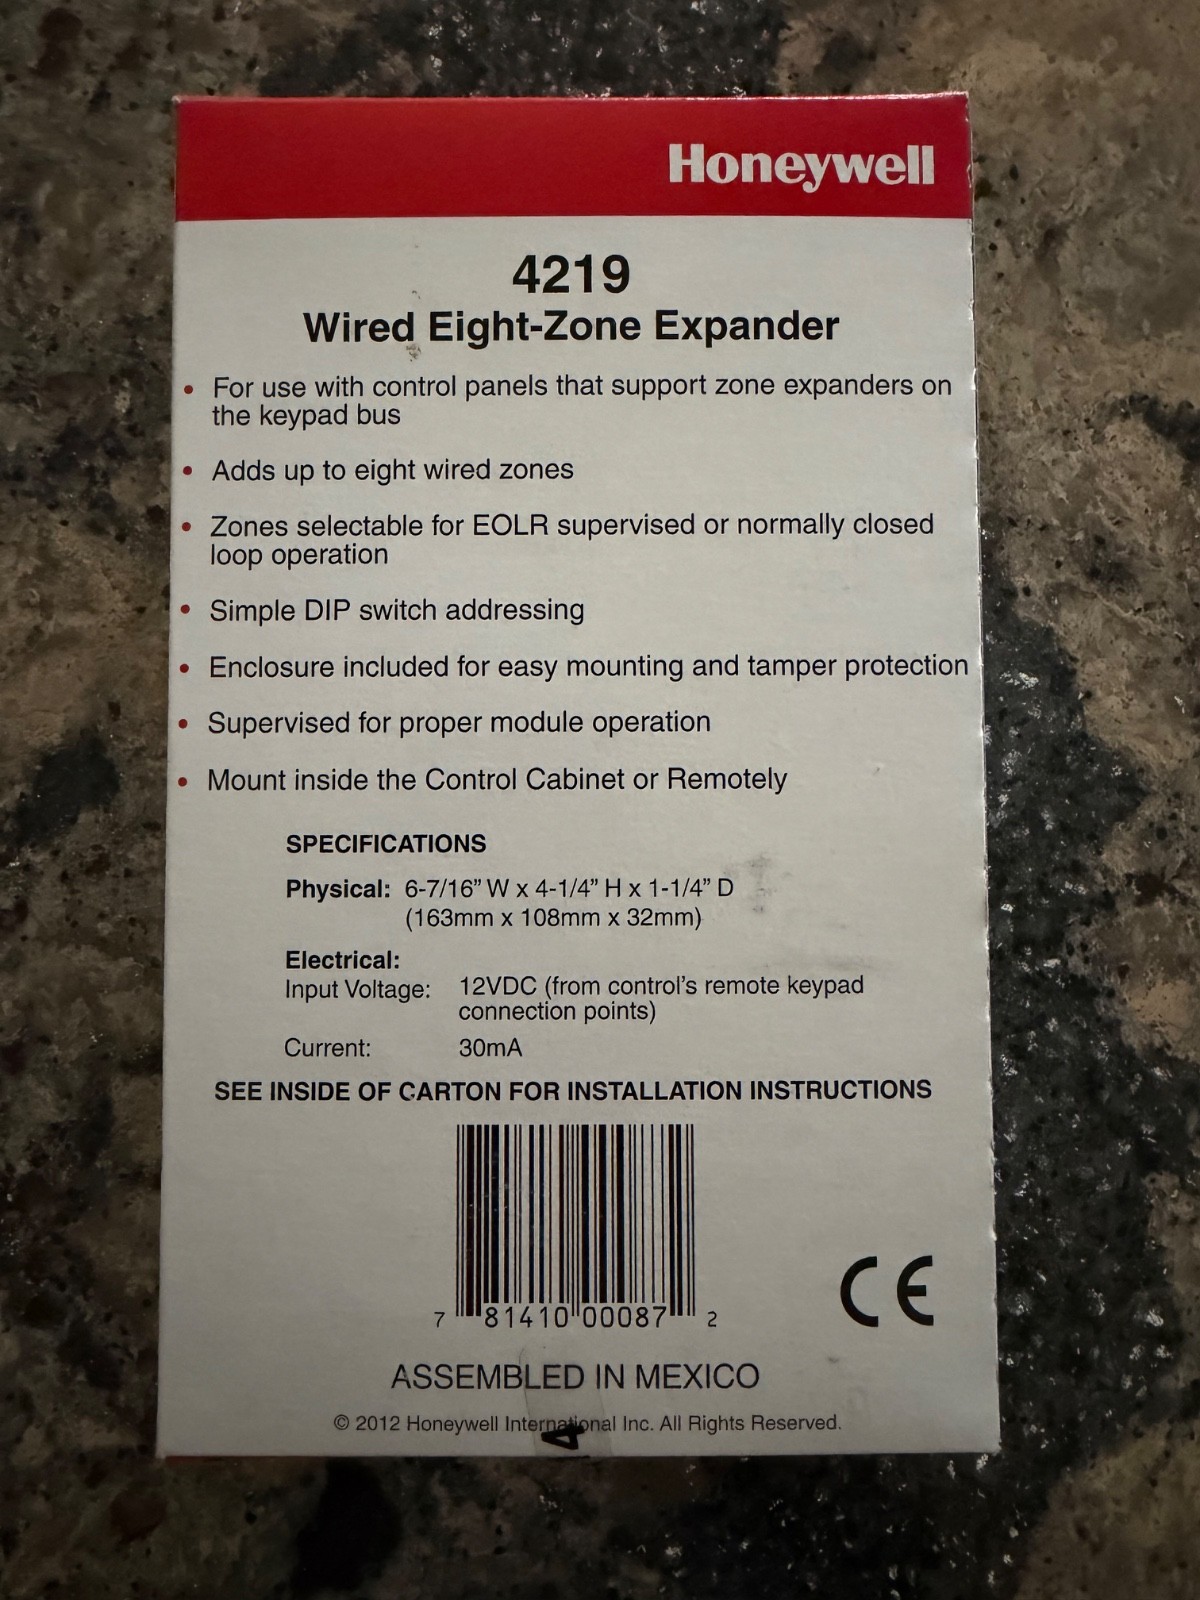 Honeywell
4219
Wired Eight-Zone Expander
• For use with control panels that support zone expanders on
the keypad bus
• Adds up to eight wired zones
• Zones selectable for EOLR supervised or normally closed
loop operation
• Simple DIP switch addressing
• Enclosure included for easy mounting and tamper protection
• Supervised for proper module operation
• Mount inside the Control Cabinet or Remotely
SPECIFICATIONS
Physical: 6-7/16” W x 4-1/4” H x 1-1/4” D
(163mm x 108mm x 32mm)
Electrical:
Input Voltage: 12VDC (from control’s remote keypad
connection points)
Current: 30mA
SEE INSIDE OF CARTON FOR INSTALLATION INSTRUCTIONS
7 81410 00087 2
CE
ASSEMBLED IN MEXICO
© 2012 Honeywell International Inc. All Rights Reserved.
4